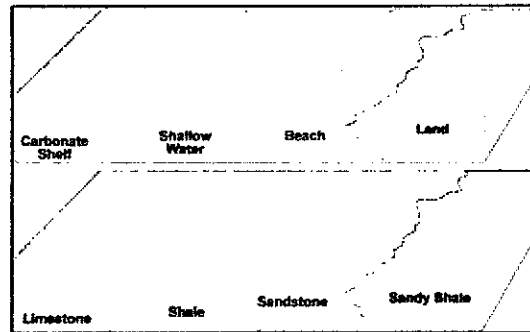 Carbonate
Shelf
Shallow
Water
Beach
Land
Limestone
Shale
Sandstone
Sandy Shale